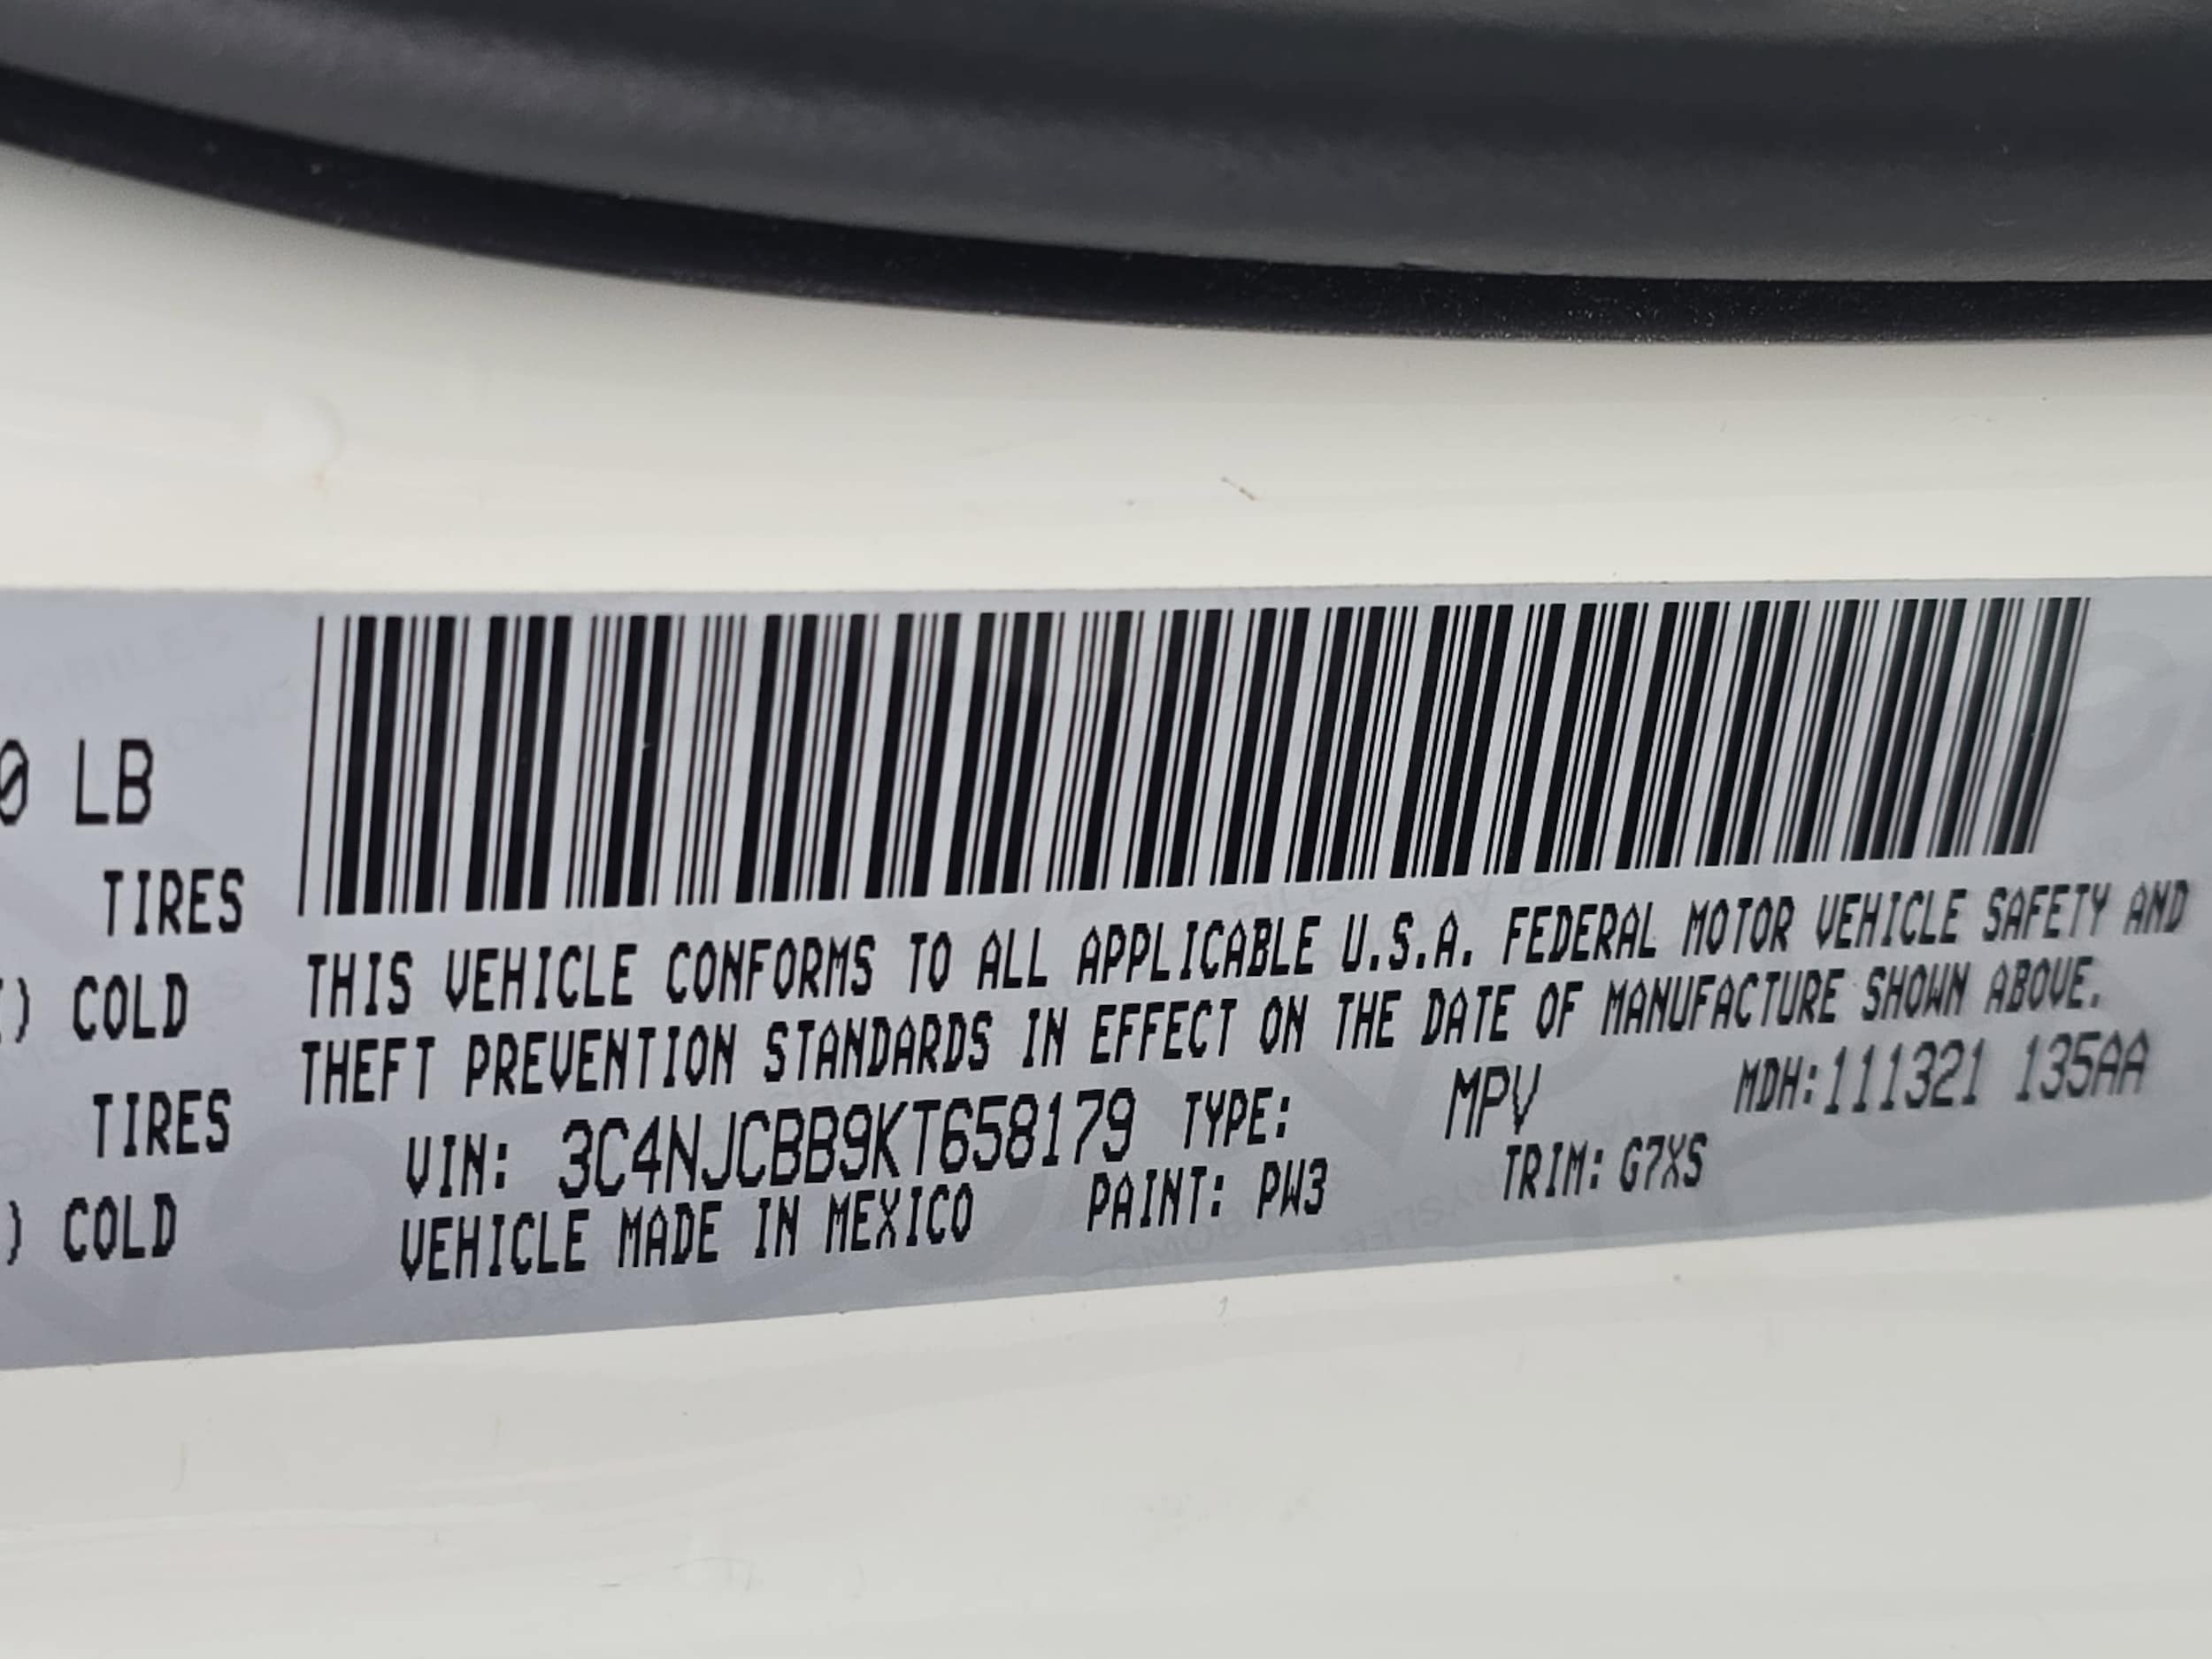 0 LB
TIRES
) COLD
TIRES
) COLD
THIS VEHICLE CONFORMS TO ALL APPLICABLE U.S.A. FEDERAL MOTOR VEHICLE SAFETY AND
THEFT PREVENTION STANDARDS IN EFFECT ON THE DATE OF MANUFACTURE SHOWN ABOVE.
VIN: 3C4NJCBB9KT658179 TYPE: MPV MDH:111321 135AA
VEHICLE MADE IN MEXICO PAINT: PW3 TRIM: G7XS